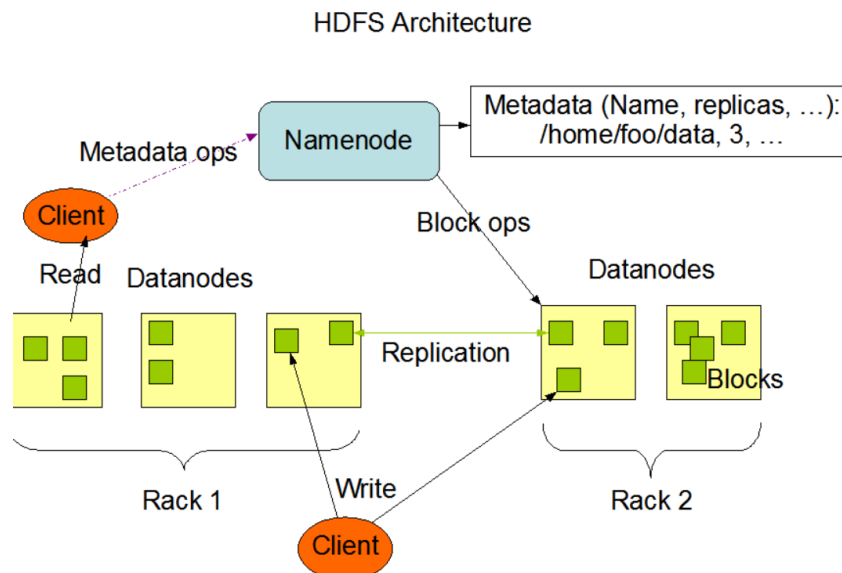 HDFS Architecture
Metadata (Name, replicas, …):
/home/foo/data, 3, …
Namenode
Metadata ops
Client
Block ops
Read
Datanodes
Datanodes
Replication
Blocks
Rack 1
Write
Rack 2
Client